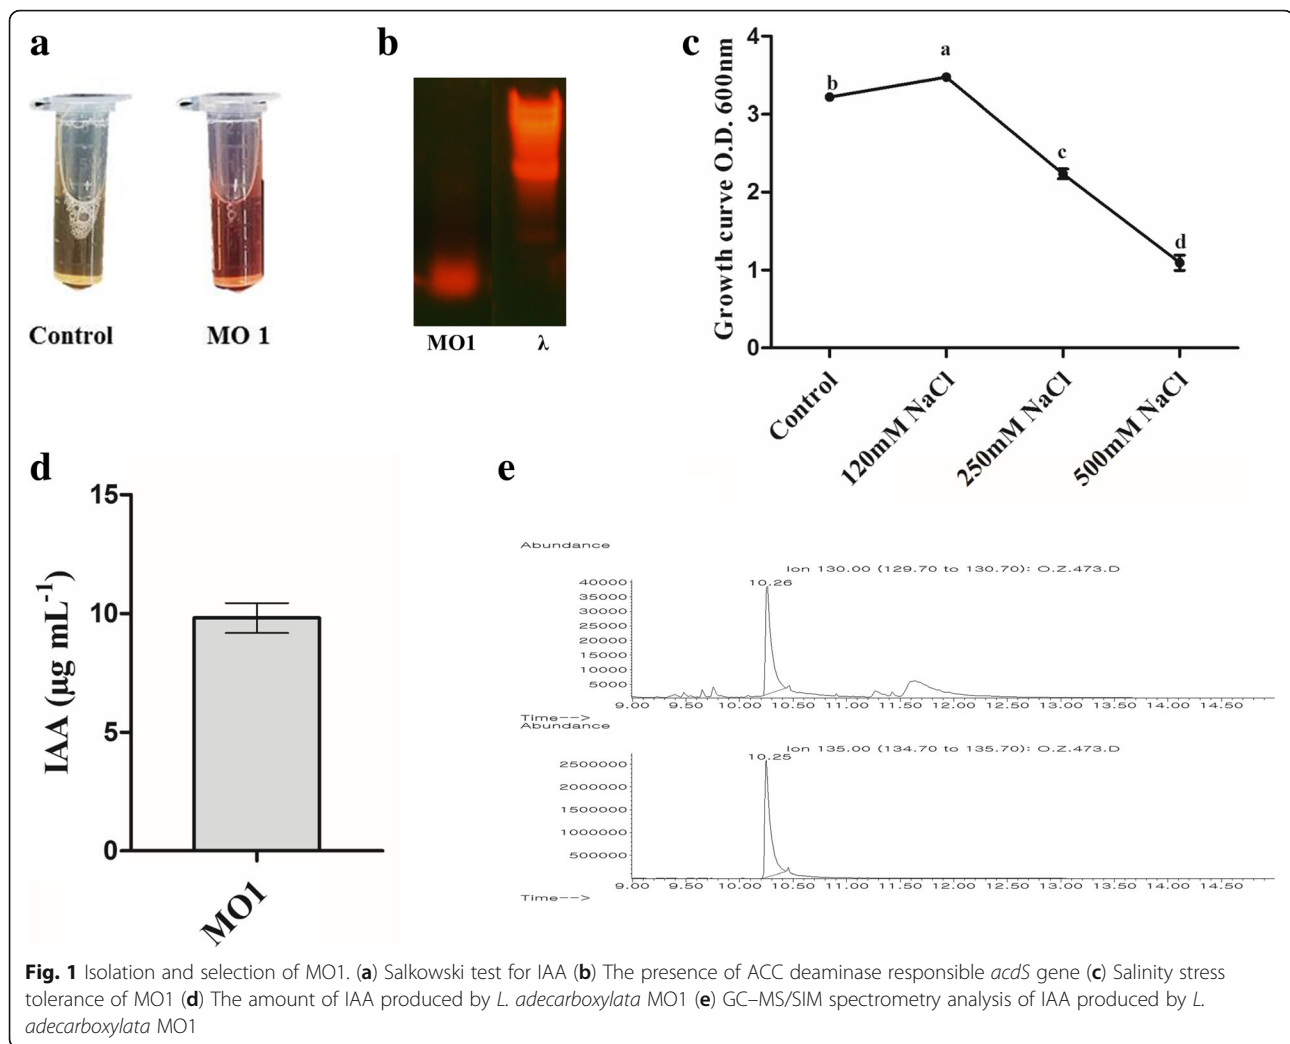 a
Control
MO 1
b
MO1
λ
c
Growth curve O.D. 600nm
4
3
2
1
0
b
a
c
d
Control
120mM NaCl
250mM NaCl
500mM NaCl
d
IAA (µg mL⁻¹)
15
10
5
0
MO1
e
Abundance
Ion 130.00 (129.70 to 130.70): O.Z.473.D
10.26
40000
35000
30000
25000
20000
15000
10000
5000
9.00 9.50 10.00 10.50 11.00 11.50 12.00 12.50 13.00 13.50 14.00 14.50
Time-->
Abundance
Ion 135.00 (134.70 to 135.70): O.Z.473.D
10.25
2500000
2000000
1500000
1000000
500000
9.00 9.50 10.00 10.50 11.00 11.50 12.00 12.50 13.00 13.50 14.00 14.50
Time-->
Fig. 1 Isolation and selection of MO1. (a) Salkowski test for IAA (b) The presence of ACC deaminase responsible acdS gene (c) Salinity stress
tolerance of MO1 (d) The amount of IAA produced by L. adecarboxylata MO1 (e) GC–MS/SIM spectrometry analysis of IAA produced by L.
adecarboxylata MO1